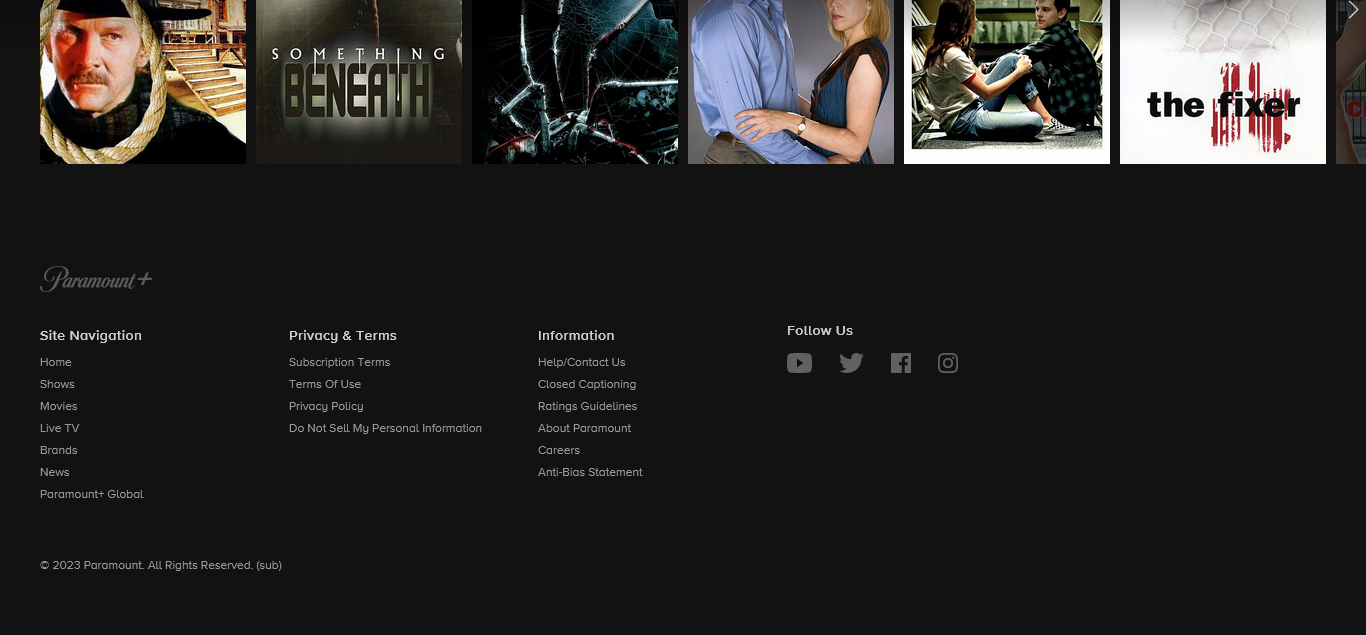 SOMETHING
BENEATH
the fixer
Paramount+
Site Navigation
Home
Shows
Movies
Live TV
Brands
News
Paramount+ Global
Privacy & Terms
Subscription Terms
Terms Of Use
Privacy Policy
Do Not Sell My Personal Information
Information
Help/Contact Us
Closed Captioning
Ratings Guidelines
About Paramount
Careers
Anti-Bias Statement
Follow Us
© 2023 Paramount. All Rights Reserved. (sub)